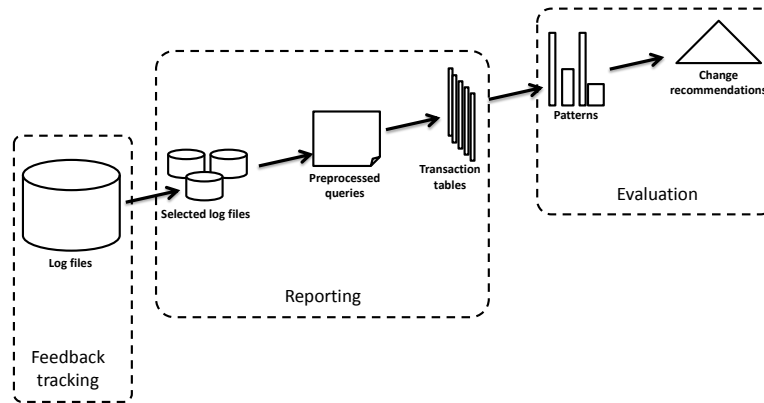 Log files
Feedback
tracking
Selected log files
Preprocessed
queries
Transaction
tables
Reporting
Patterns
Change
recommendations
Evaluation